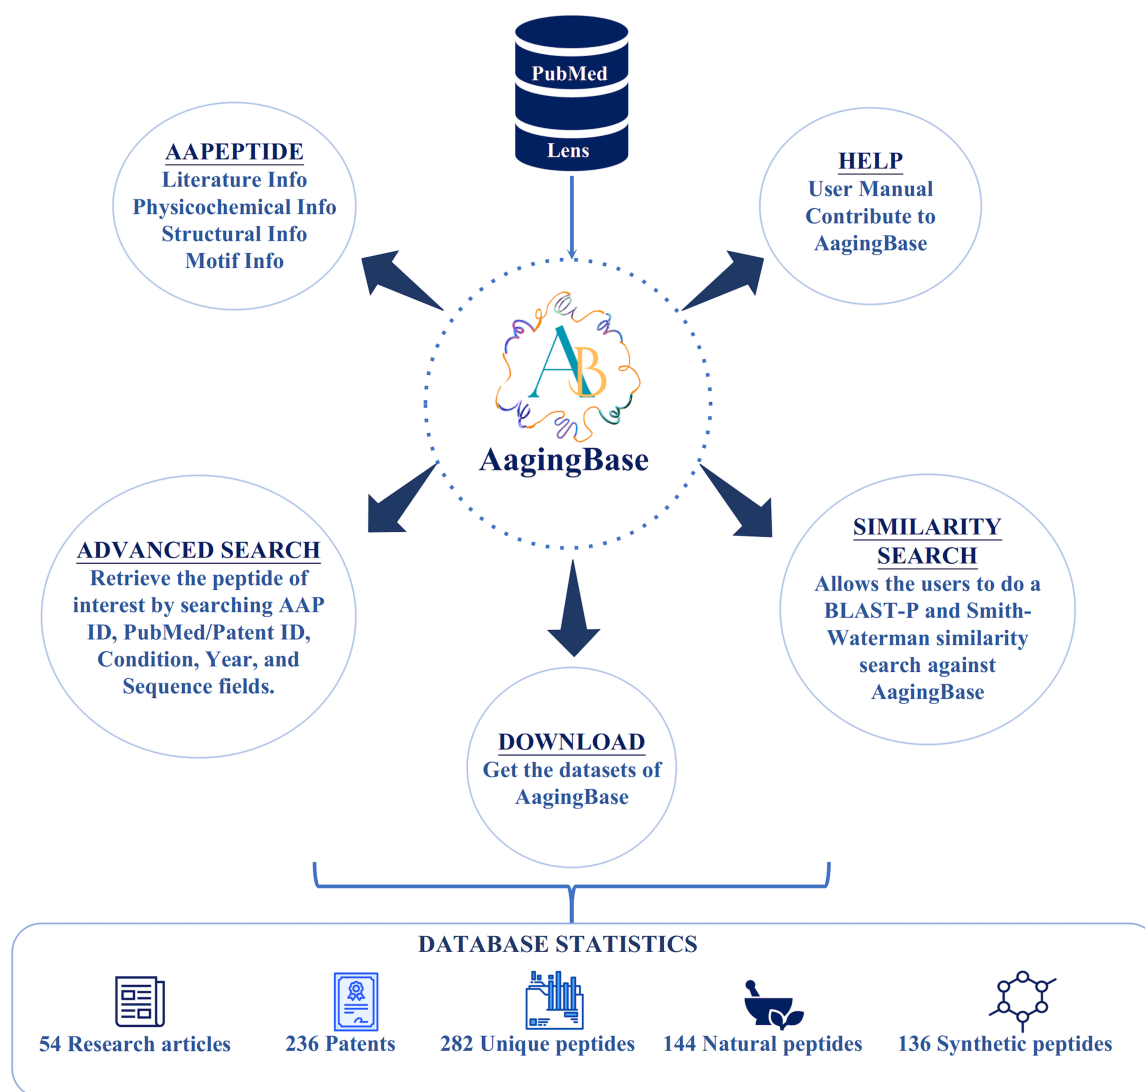 PubMed
Lens
AAPEPTIDE
Literature Info
Physicochemical Info
Structural Info
Motif Info
HELP
User Manual
Contribute to
AagingBase
AB
AagingBase
ADVANCED SEARCH
Retrieve the peptide of
interest by searching AAP
ID, PubMed/Patent ID,
Condition, Year, and
Sequence fields.
SIMILARITY
SEARCH
Allows the users to do a
BLAST-P and Smith-
Waterman similarity
search against
AagingBase
DOWNLOAD
Get the datasets of
AagingBase
DATABASE STATISTICS
54 Research articles
236 Patents
282 Unique peptides
144 Natural peptides
136 Synthetic peptides